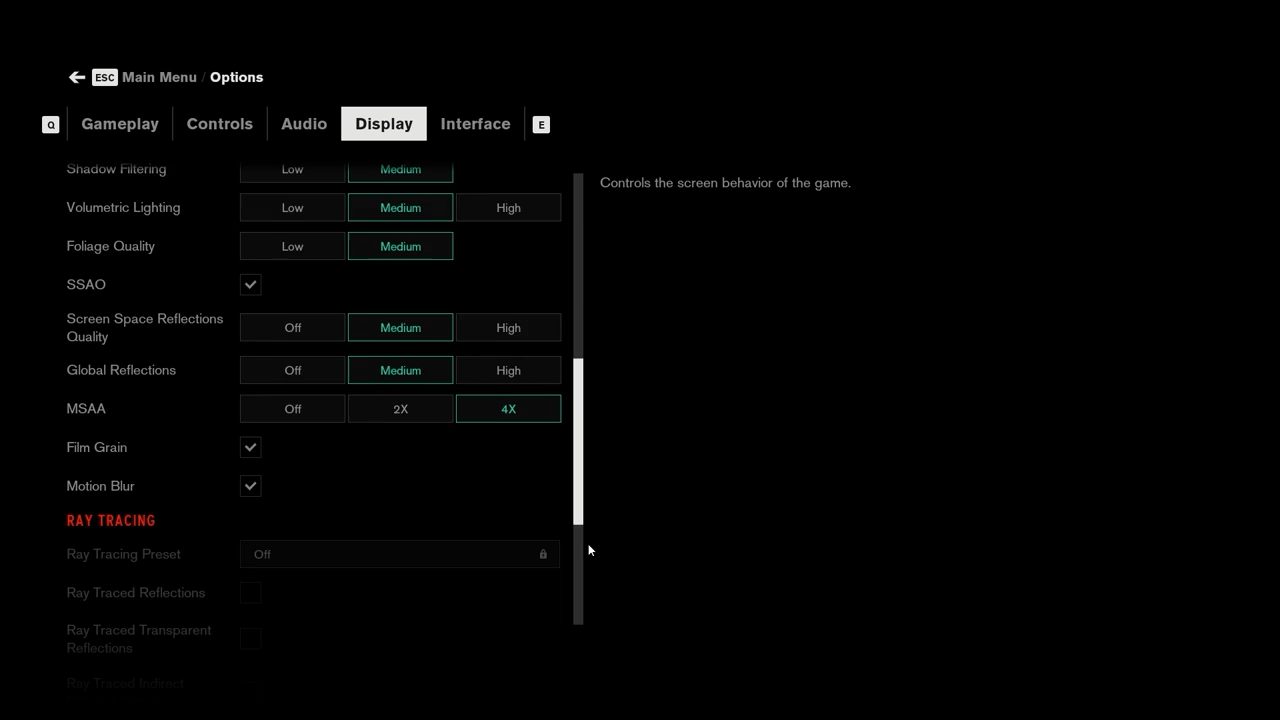 ESC Main Menu / Options
Q Gameplay Controls Audio Display Interface E
Controls the screen behavior of the game.
Shadow Filtering Low Medium
Volumetric Lighting Low Medium High
Foliage Quality Low Medium
SSAO
Screen Space Reflections
Quality Off Medium High
Global Reflections Off Medium High
MSAA Off 2X 4X
Film Grain
Motion Blur
RAY TRACING
Ray Tracing Preset Off
Ray Traced Reflections
Ray Traced Transparent
Reflections
Ray Traced Indirect